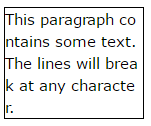 This paragraph co
ntains some text.
The lines will brea
k at any characte
r.